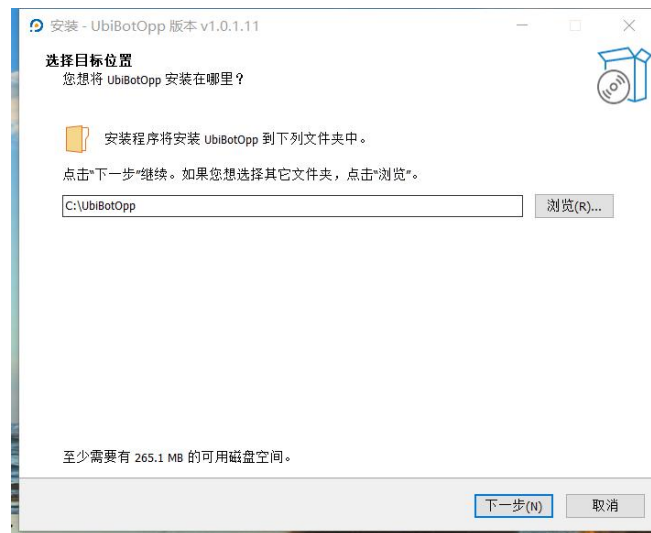 安装 - UbiBotOpp 版本 v1.0.1.11
选择目标位置
您想将 UbiBotOpp 安装在哪里？
安装程序将安装 UbiBotOpp 到下列文件夹中。
点击“下一步”继续。如果您想选择其它文件夹，点击“浏览”。
C:\UbiBotOpp
浏览(R)...
至少需要有 265.1 MB 的可用磁盘空间。
下一步(N)
取消